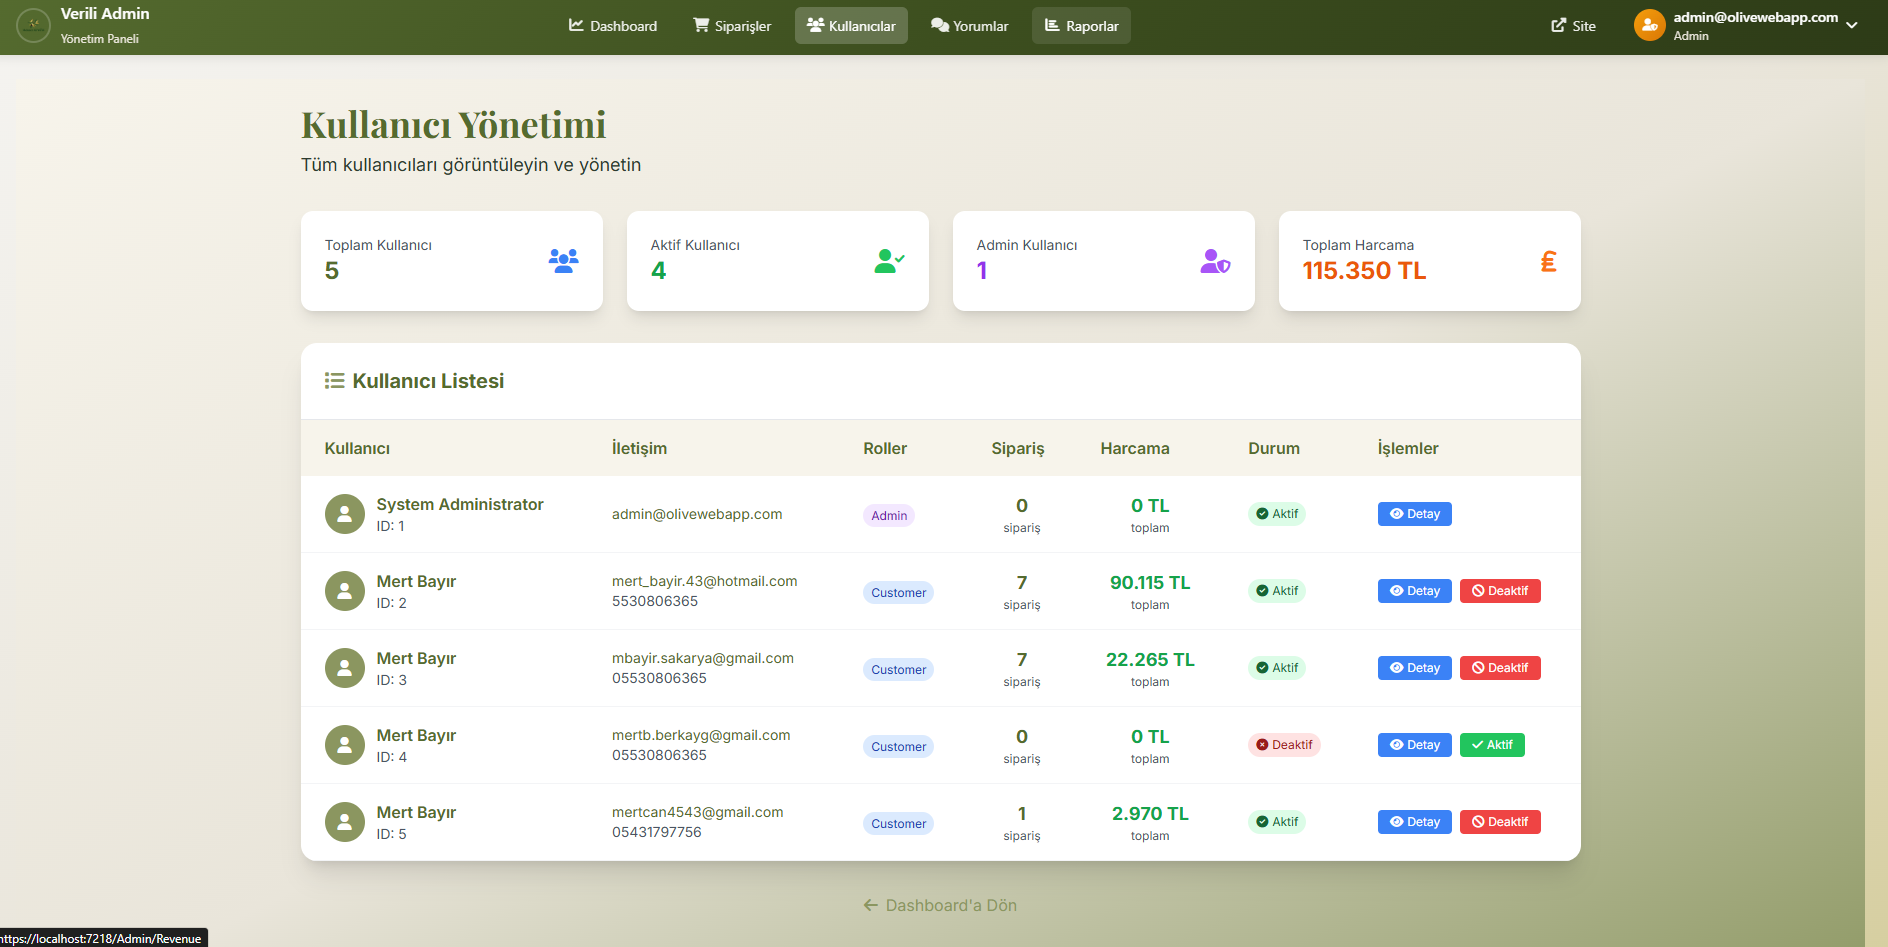 Verili Admin
Yönetim Paneli
Dashboard
Siparişler
Kullanıcılar
Yorumlar
Raporlar
Site
admin@olivewebapp.com
Admin
Kullanıcı Yönetimi
Tüm kullanıcıları görüntüleyin ve yönetin
Toplam Kullanıcı
5
Aktif Kullanıcı
4
Admin Kullanıcı
1
Toplam Harcama
115.350 TL
Kullanıcı Listesi
Kullanıcı İletişim Roller Sipariş Harcama Durum İşlemler
System Administrator
ID: 1
admin@olivewebapp.com
Admin
0
sipariş
0 TL
toplam
Aktif
Detay
Mert Bayır
ID: 2
mert_bayir.43@hotmail.com
5530806365
Customer
7
sipariş
90.115 TL
toplam
Aktif
Detay
Deaktif
Mert Bayır
ID: 3
mbayir.sakarya@gmail.com
05530806365
Customer
7
sipariş
22.265 TL
toplam
Aktif
Detay
Deaktif
Mert Bayır
ID: 4
mertb.berkayg@gmail.com
05530806365
Customer
0
sipariş
0 TL
toplam
Deaktif
Detay
Aktif
Mert Bayır
ID: 5
mertcan4543@gmail.com
05431797756
Customer
1
sipariş
2.970 TL
toplam
Aktif
Detay
Deaktif
Dashboard'a Dön
https://localhost:7218/Admin/Revenue